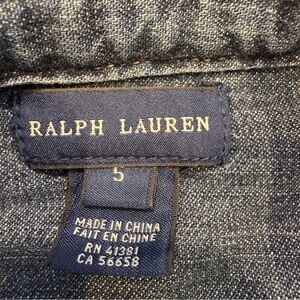 RALPH LAUREN
5
MADE IN CHINA
FAIT EN CHINE
RN 41381
CA 56658